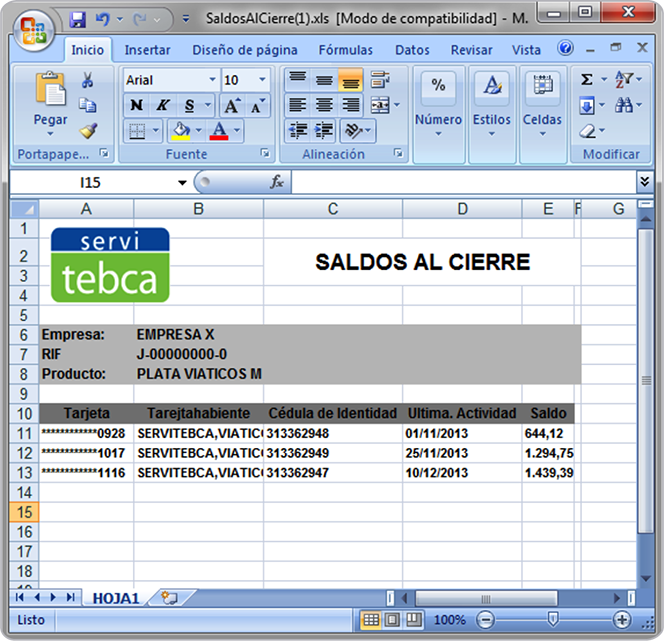 SaldosAlCierre(1).xls [Modo de compatibilidad] - M.
Inicio Insertar Diseño de página Fórmulas Datos Revisar Vista
Arial 10
Pegar N K S A A Número Estilos Celdas
Portapape... Fuente Alineación Modificar
I15 fx
A B C D E F G
1
servi
2 SALDOS AL CIERRE
3 tebca
4
5
6 Empresa: EMPRESA X
7 RIF J-00000000-0
8 Producto: PLATA VIATICOS M
9
10 Tarjeta Tarejtahabiente Cédula de Identidad Ultima. Actividad Saldo
11 ************0928 SERVITEBCA,VIATIC 313362948 01/11/2013 644,12
12 ************1017 SERVITEBCA,VIATIC 313362949 25/11/2013 1.294,75
13 ************1116 SERVITEBCA,VIATIC 313362947 10/12/2013 1.439,39
14
15
16
17
18
HOJA1
Listo 100%